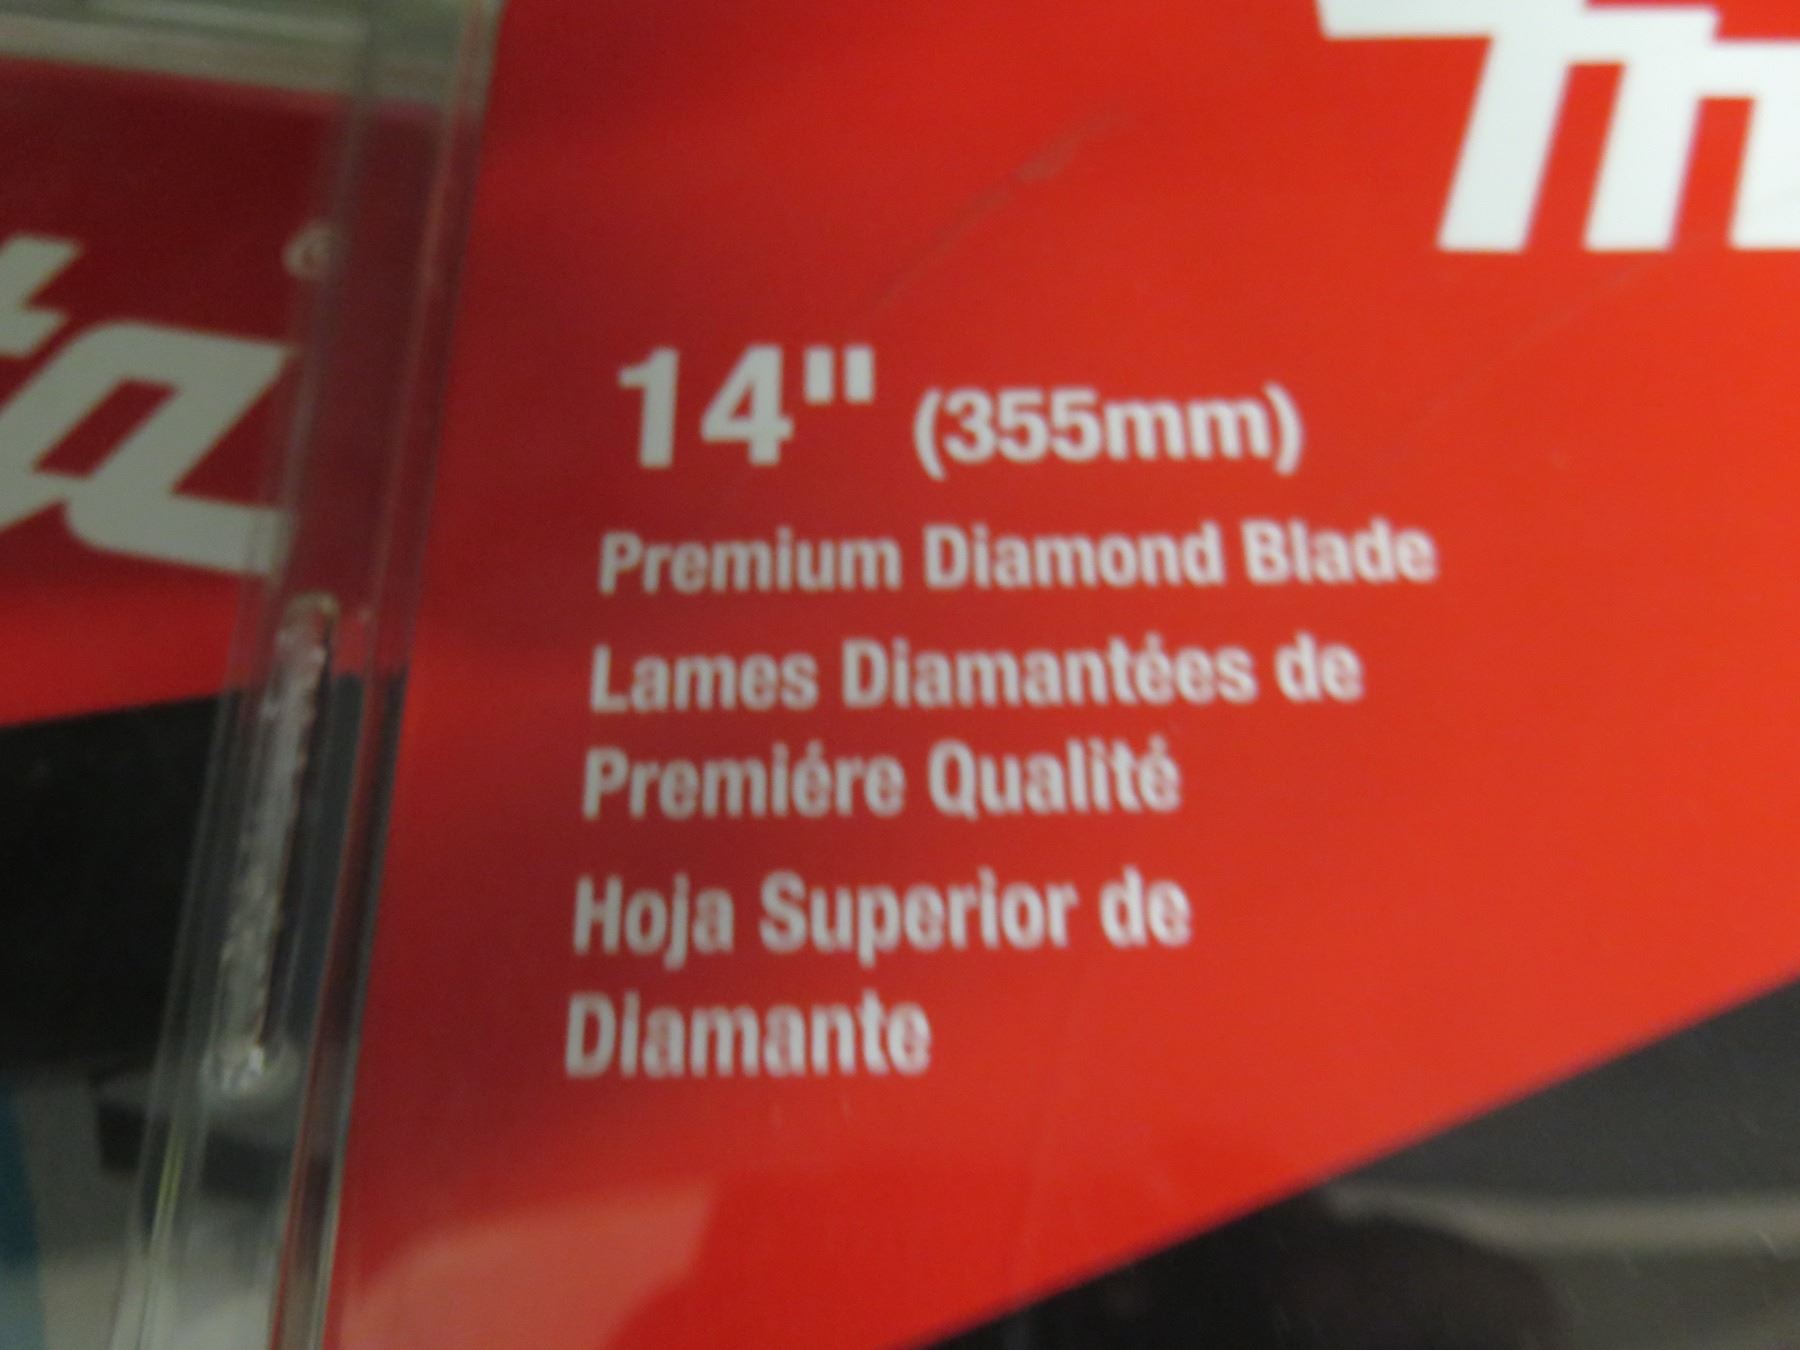 14" (355mm)
Premium Diamond Blade
Lames Diamantées de
Premiére Qualité
Hoja Superior de
Diamante